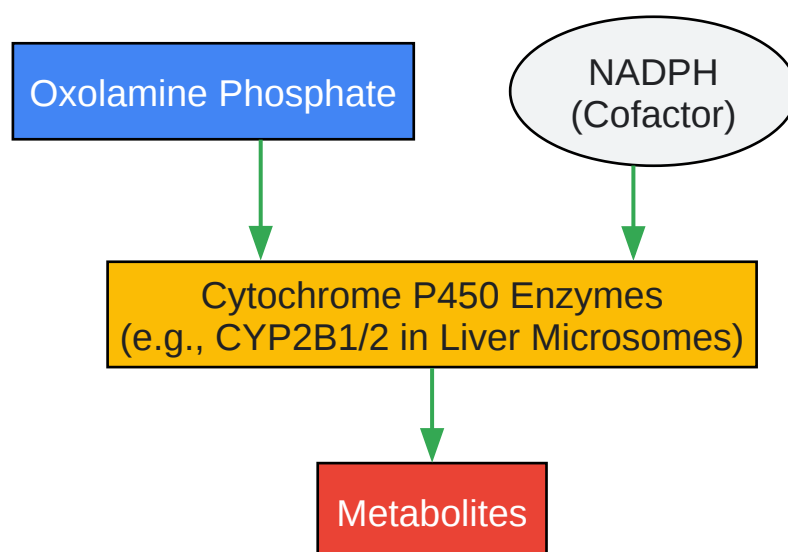 Oxolamine Phosphate
NADPH
(Cofactor)
Cytochrome P450 Enzymes
(e.g., CYP2B1/2 in Liver Microsomes)
Metabolites